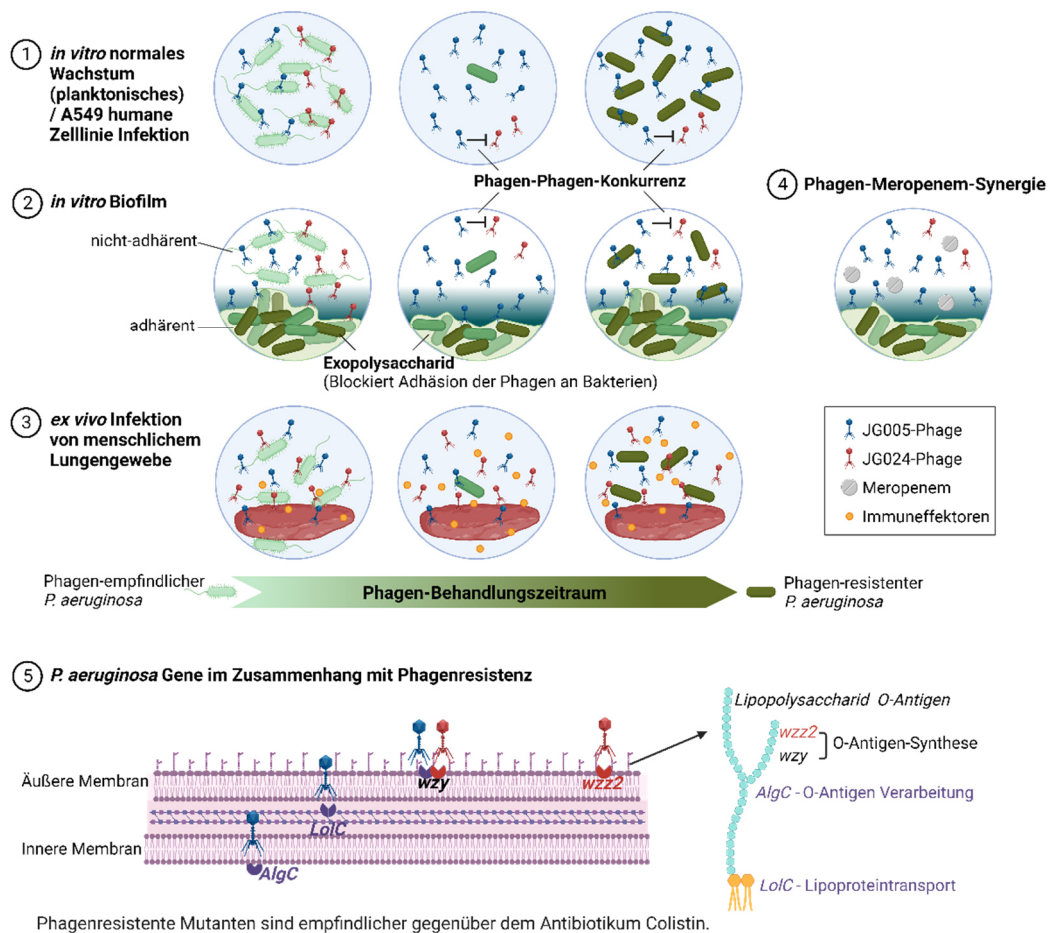 1 in vitro normales
Wachstum
(planktonisches)
/ A549 humane
Zelllinie Infektion
Phagen-Phagen-Konkurrenz
2 in vitro Biofilm
nicht-adhärent
adhärent
Exopolysaccharid
(Blockiert Adhäsion der Phagen an Bakterien)
4 Phagen-Meropenem-Synergie
3 ex vivo Infektion
von menschlichem
Lungengewebe
JG005-Phage
JG024-Phage
Meropenem
Immuneffektoren
Phagen-empfindlicher
P. aeruginosa
Phagen-Behandlungszeitraum
Phagen-resistenter
P. aeruginosa
5 P. aeruginosa Gene im Zusammenhang mit Phagenresistenz
Äußere Membran
Innere Membran
wzy
wzz2
LolC
AlgC
Lipopolysaccharid O-Antigen
wzz2
wzy
O-Antigen-Synthese
AlgC - O-Antigen Verarbeitung
LolC - Lipoproteintransport
Phagenresistente Mutanten sind empfindlicher gegenüber dem Antibiotikum Colistin.